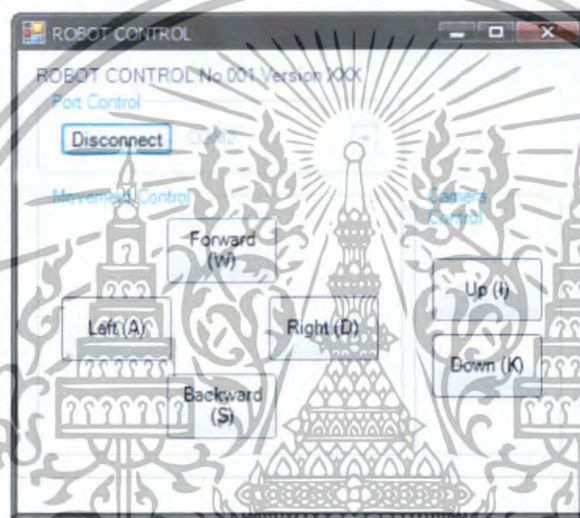 ROBOT CONTROL
ROBOT CONTROL No.001 Version XXX
Port Control
Disconnect
Movement Control
Camera
Control
Forward
(W)
Up (I)
Left (A)
Right (D)
Down (K)
Backward
(S)